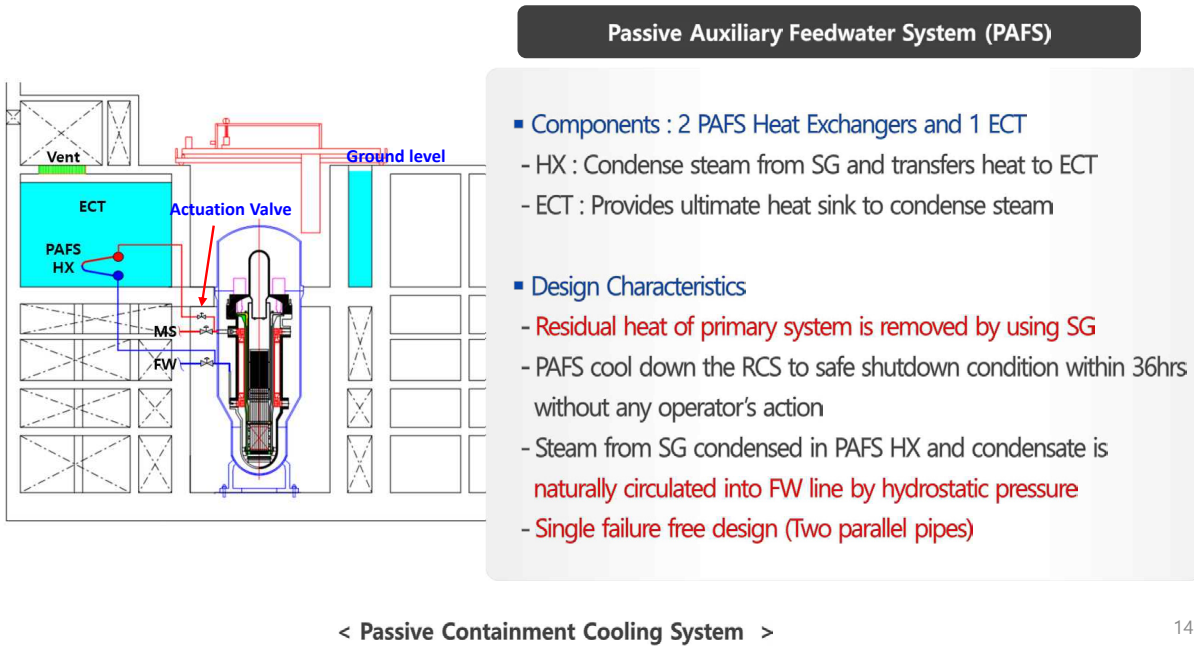 Passive Auxiliary Feedwater System (PAFS)
Vent
Ground level
ECT
Actuation Valve
PAFS
HX
MS
FW
▪ Components : 2 PAFS Heat Exchangers and 1 ECT
- HX : Condense steam from SG and transfers heat to ECT
- ECT : Provides ultimate heat sink to condense steam
▪ Design Characteristics
- Residual heat of primary system is removed by using SG
- PAFS cool down the RCS to safe shutdown condition within 36hrs
without any operator's action
- Steam from SG condensed in PAFS HX and condensate is
naturally circulated into FW line by hydrostatic pressure
- Single failure free design (Two parallel pipes)
< Passive Containment Cooling System >
14